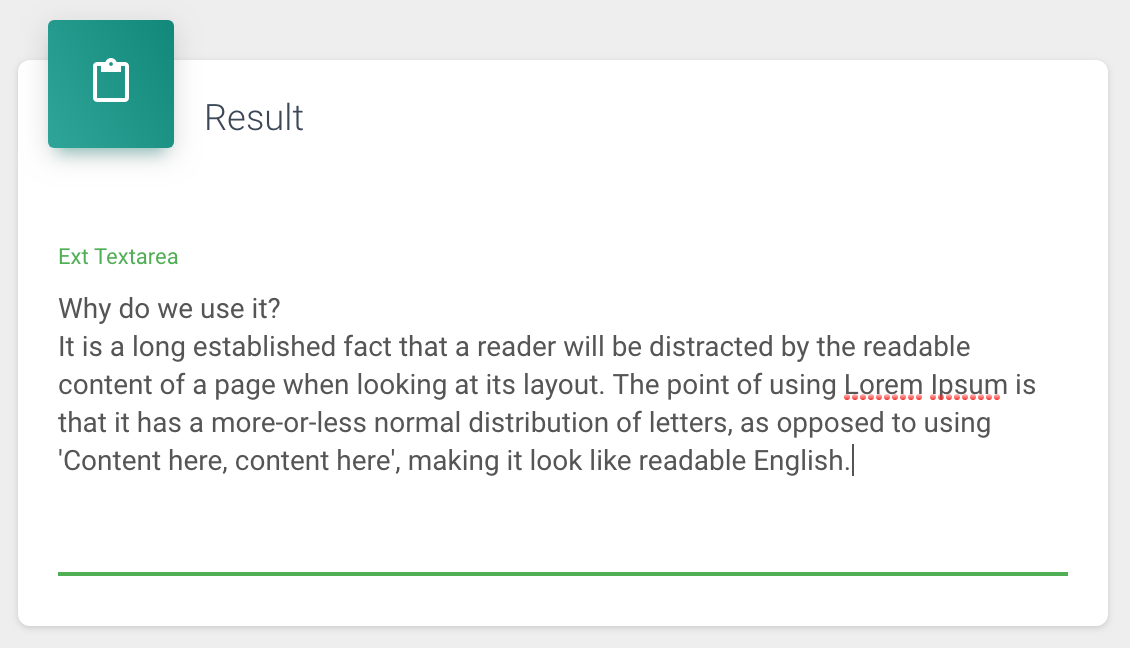 Result
Ext Textarea
Why do we use it?
It is a long established fact that a reader will be distracted by the readable
content of a page when looking at its layout. The point of using Lorem Ipsum is
that it has a more-or-less normal distribution of letters, as opposed to using
'Content here, content here', making it look like readable English.